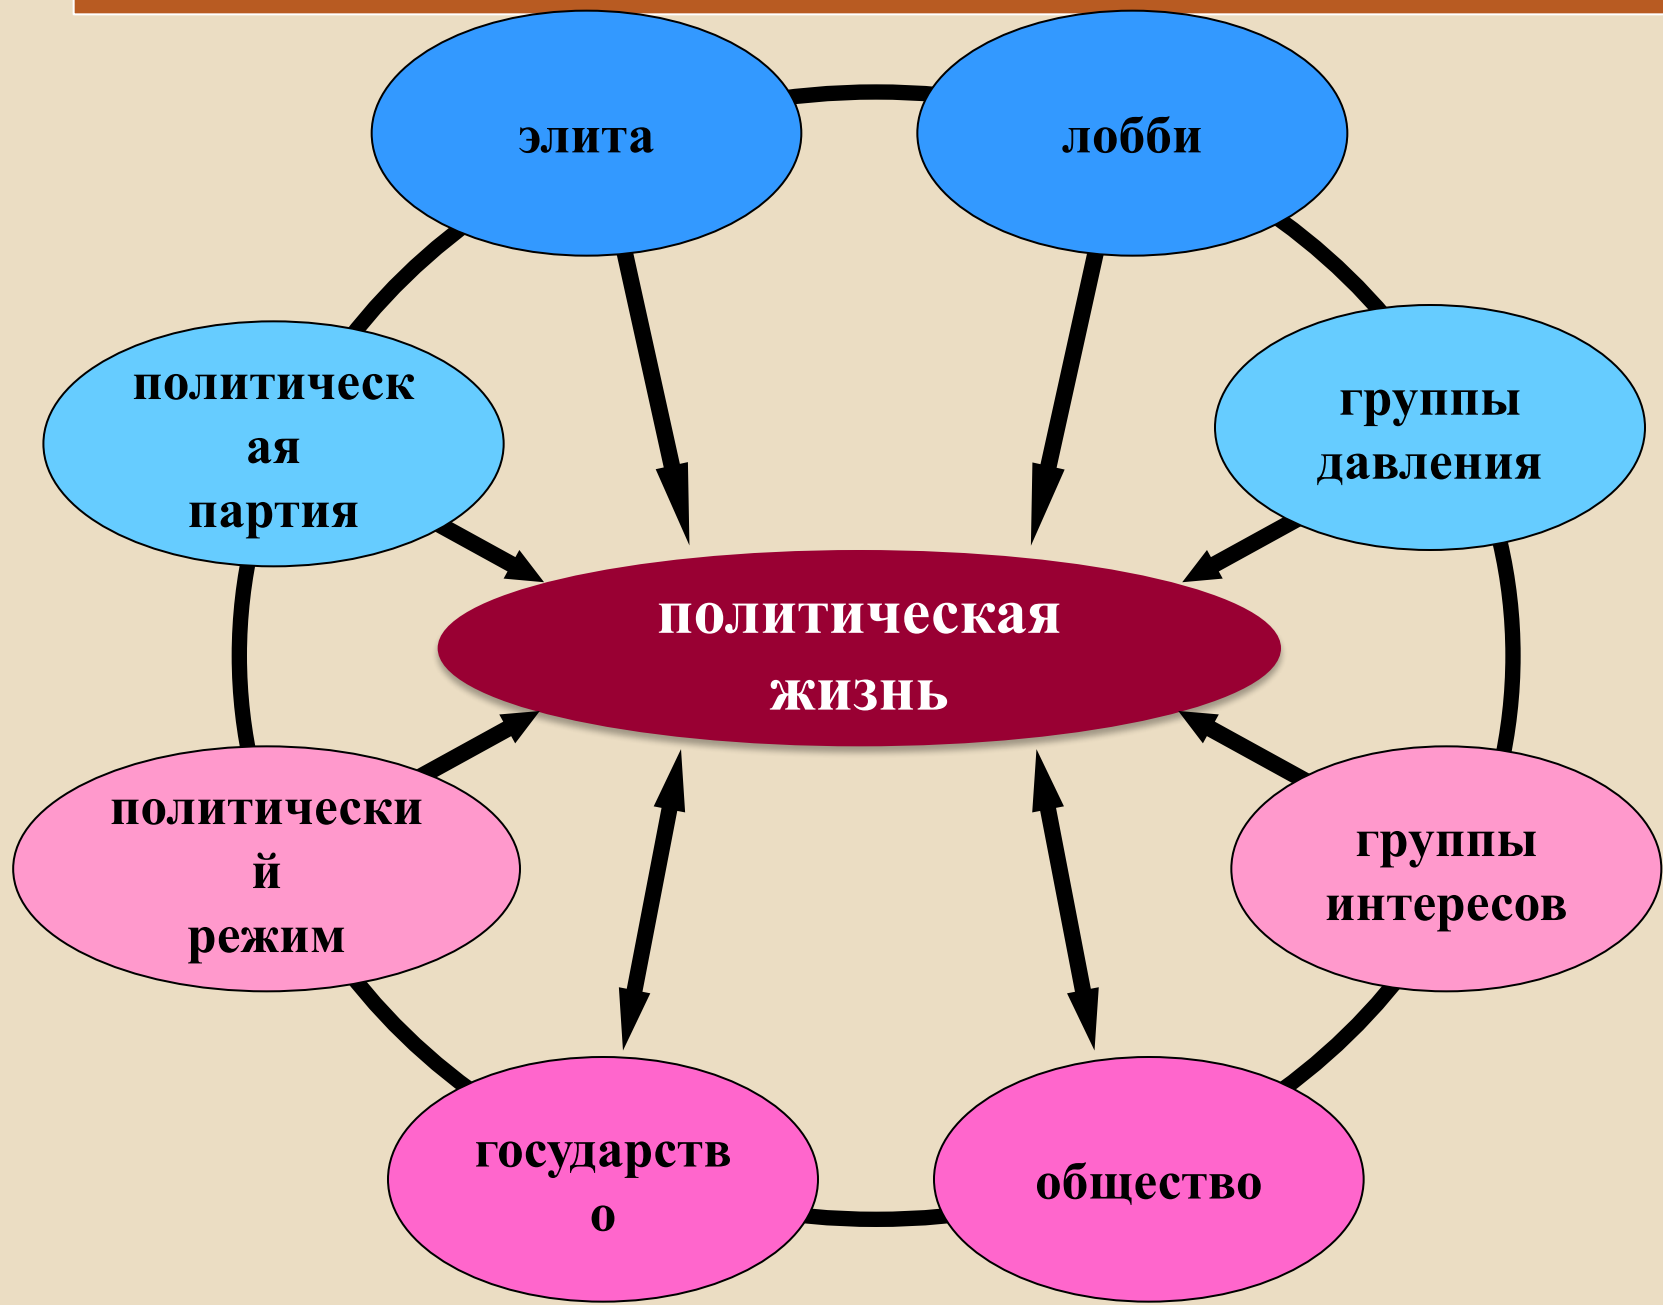 элита
лобби
политическ
ая
партия
группы
давления
политическая
жизнь
политически
й
режим
группы
интересов
государств
о
общество